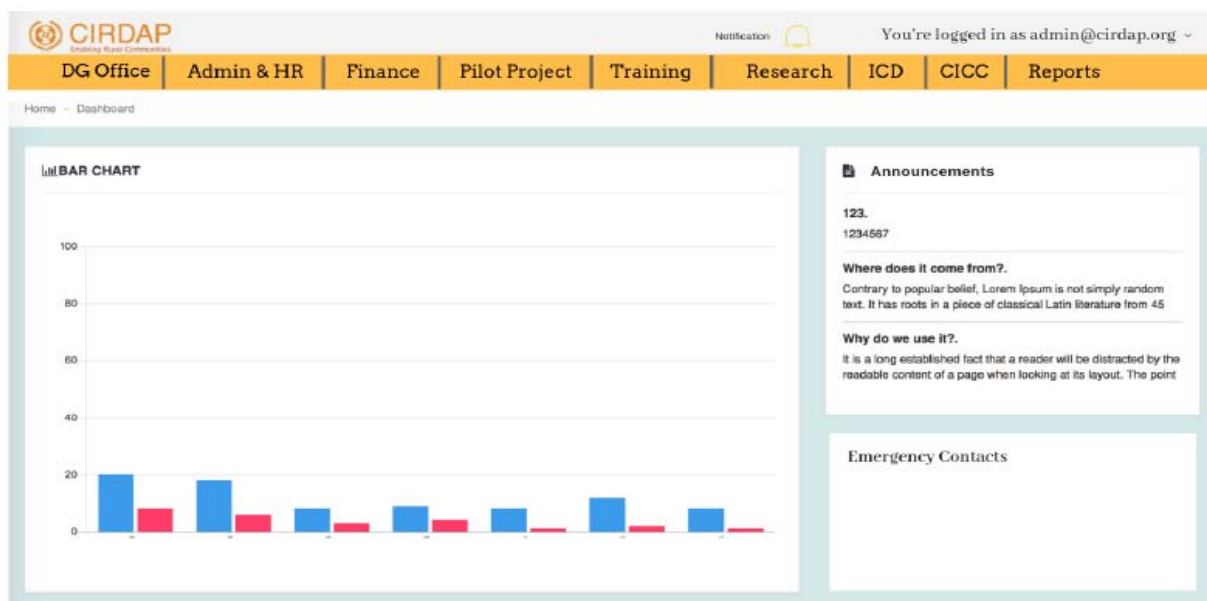 CIRDAP
Enabling Rural Communities
Notification
You're logged in as admin@cirdap.org
DG Office Admin & HR Finance Pilot Project Training Research ICD CICC Reports
Home - Dashboard
BAR CHART
100
80
60
40
20
0
Announcements
123.
1234567
Where does it come from?.
Contrary to popular belief, Lorem Ipsum is not simply random
text. It has roots in a piece of classical Latin literature from 45
Why do we use it?.
It is a long established fact that a reader will be distracted by the
readable content of a page when looking at its layout. The point
Emergency Contacts